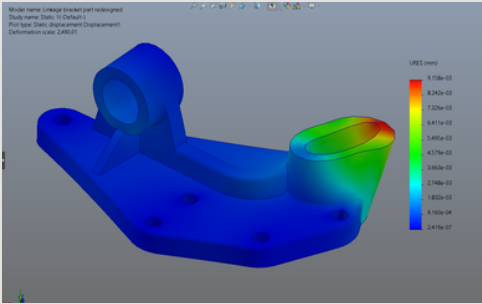 Model name: Linkage bracket part redesigned
Study name: Static 1(-Default-)
Plot type: Static displacement Displacement1
Deformation scale: 2,490.01
URES (mm)
9.158e-03
8.242e-03
7.326e-03
6.411e-03
5.495e-03
4.579e-03
3.663e-03
2.748e-03
1.832e-03
9.160e-04
2.419e-07